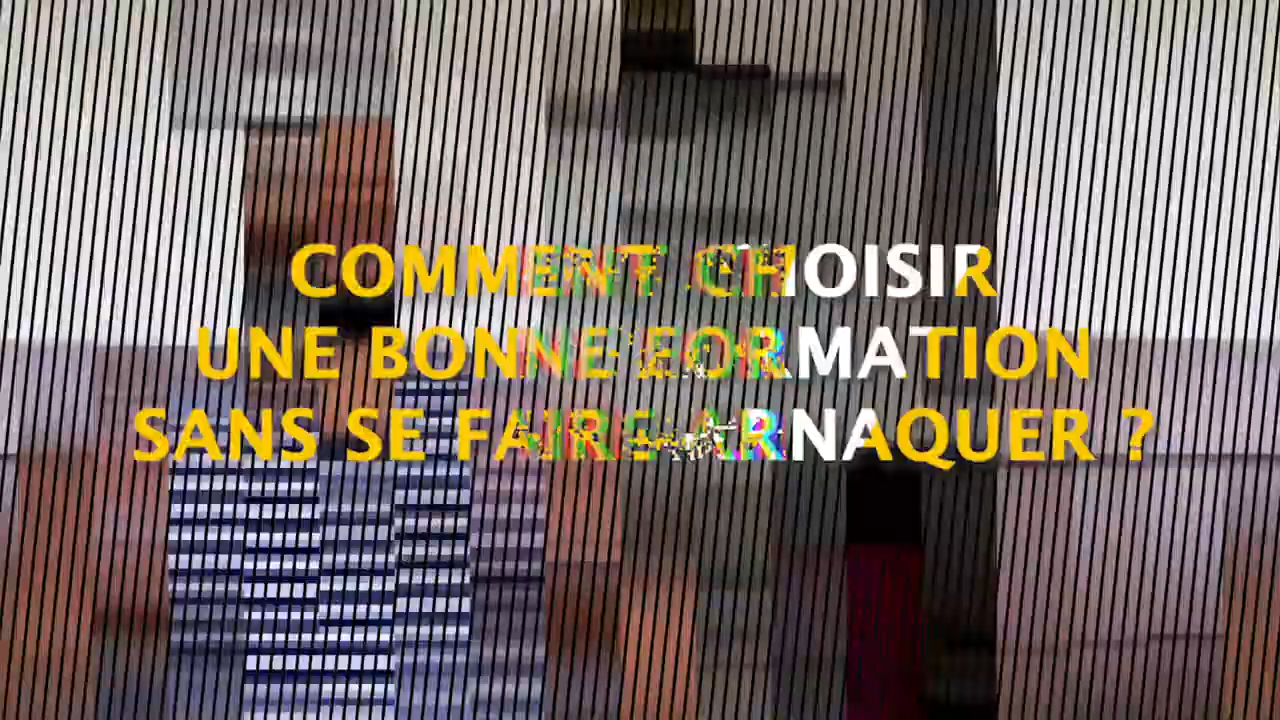 COMMENT CHOISIR
UNE BONNE FORMATION
SANS SE FAIRE ARNAQUER ?